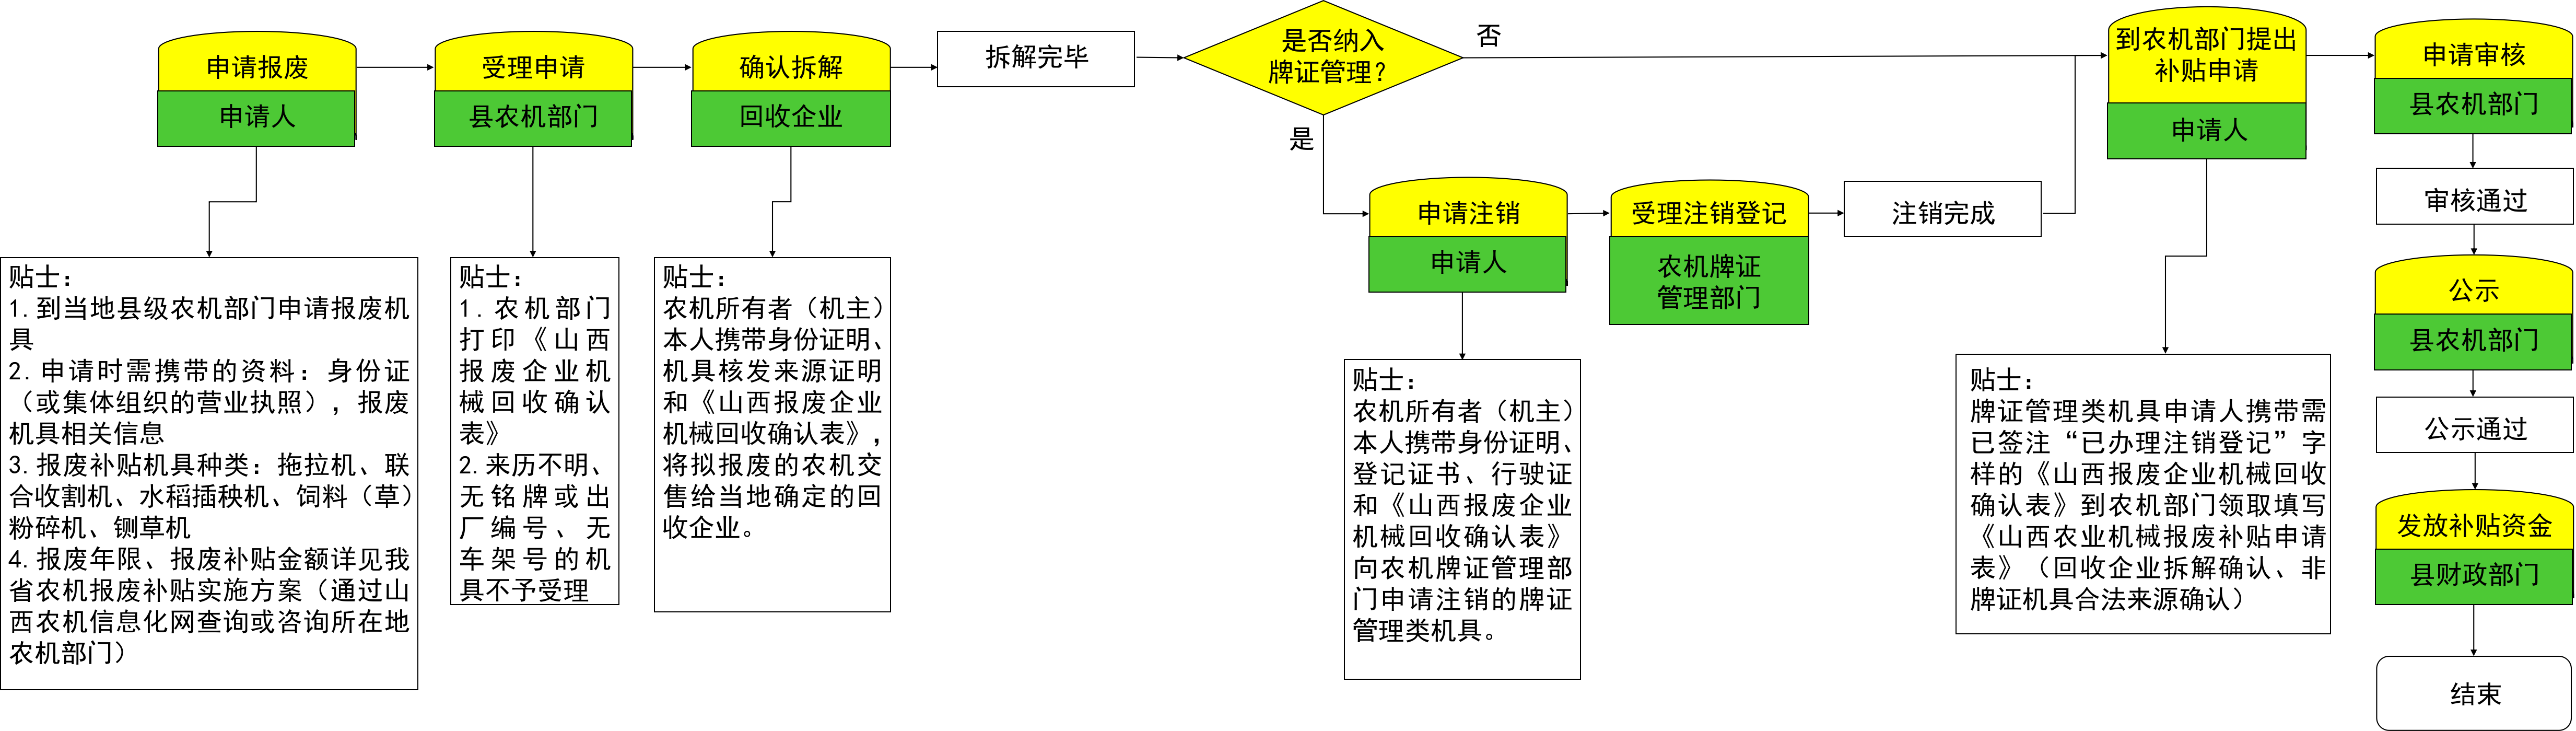 申请报废
申请人
受理申请
县农机部门
确认拆解
回收企业
拆解完毕
是否纳入
牌证管理?
否
是
到农机部门提出
补贴申请
申请人
申请审核
县农机部门
审核通过
公示
县农机部门
公示通过
发放补贴资金
县财政部门
结束
申请注销
申请人
受理注销登记
农机牌证
管理部门
注销完成
贴士：
1.到当地县级农机部门申请报废机
具
2.申请时需携带的资料：身份证
（或集体组织的营业执照），报废
机具相关信息
3.报废补贴机具种类：拖拉机、联
合收割机、水稻插秧机、饲料（草）
粉碎机、铡草机
4.报废年限、报废补贴金额详见我
省农机报废补贴实施方案（通过山
西农机信息化网查询或咨询所在地
农机部门）
贴士：
1.农机部门
打印《山西
报废企业机
械回收确认
表》
2.来历不明、
无铭牌或出
厂编号、无
车架号的机
具不予受理
贴士：
农机所有者（机主）
本人携带身份证明、
机具核发来源证明
和《山西报废企业
机械回收确认表》，
将拟报废的农机交
售给当地确定的回
收企业。
贴士：
农机所有者（机主）
本人携带身份证明、
登记证书、行驶证
和《山西报废企业
机械回收确认表》
向农机牌证管理部
门申请注销的牌证
管理类机具。
贴士：
牌证管理类机具申请人携带需
已签注“已办理注销登记”字
样的《山西报废企业机械回收
确认表》到农机部门领取填写
《山西农业机械报废补贴申请
表》（回收企业拆解确认、非
牌证机具合法来源确认）